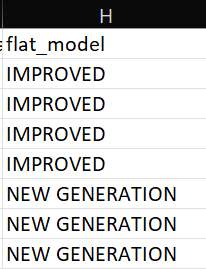 H
flat_model
IMPROVED
IMPROVED
IMPROVED
IMPROVED
NEW GENERATION
NEW GENERATION
NEW GENERATION